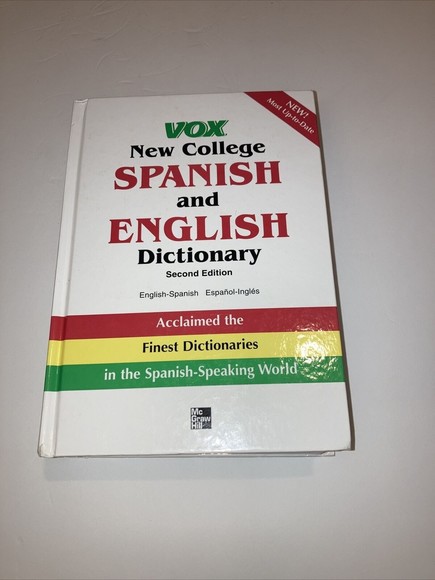 NEW!
Most Up-to-Date
VOX
New College
SPANISH
and
ENGLISH
Dictionary
Second Edition
English-Spanish Español-Inglés
Acclaimed the
Finest Dictionaries
in the Spanish-Speaking World
Mc
Graw
Hill